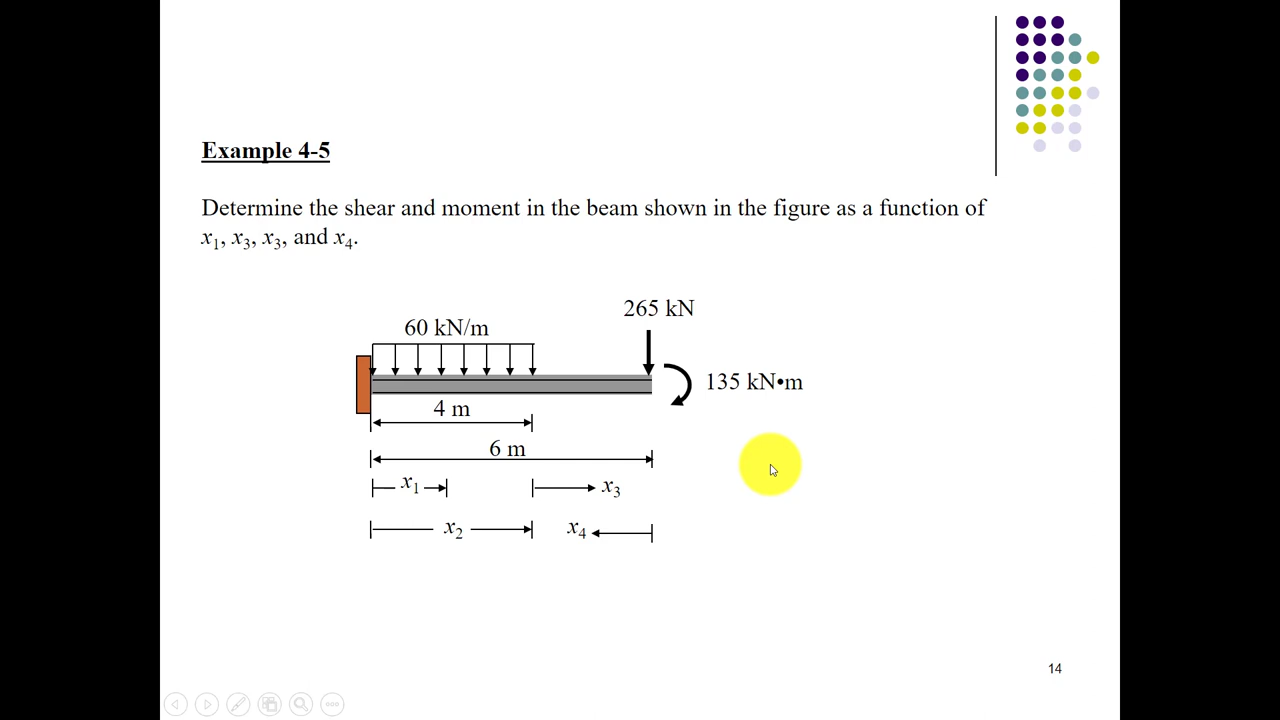 Example 4-5
Determine the shear and moment in the beam shown in the figure as a function of
x₁, x₃, x₃, and x₄.
265 kN
60 kN/m
135 kN•m
4 m
6 m
x₁
x₃
x₂
x₄
14